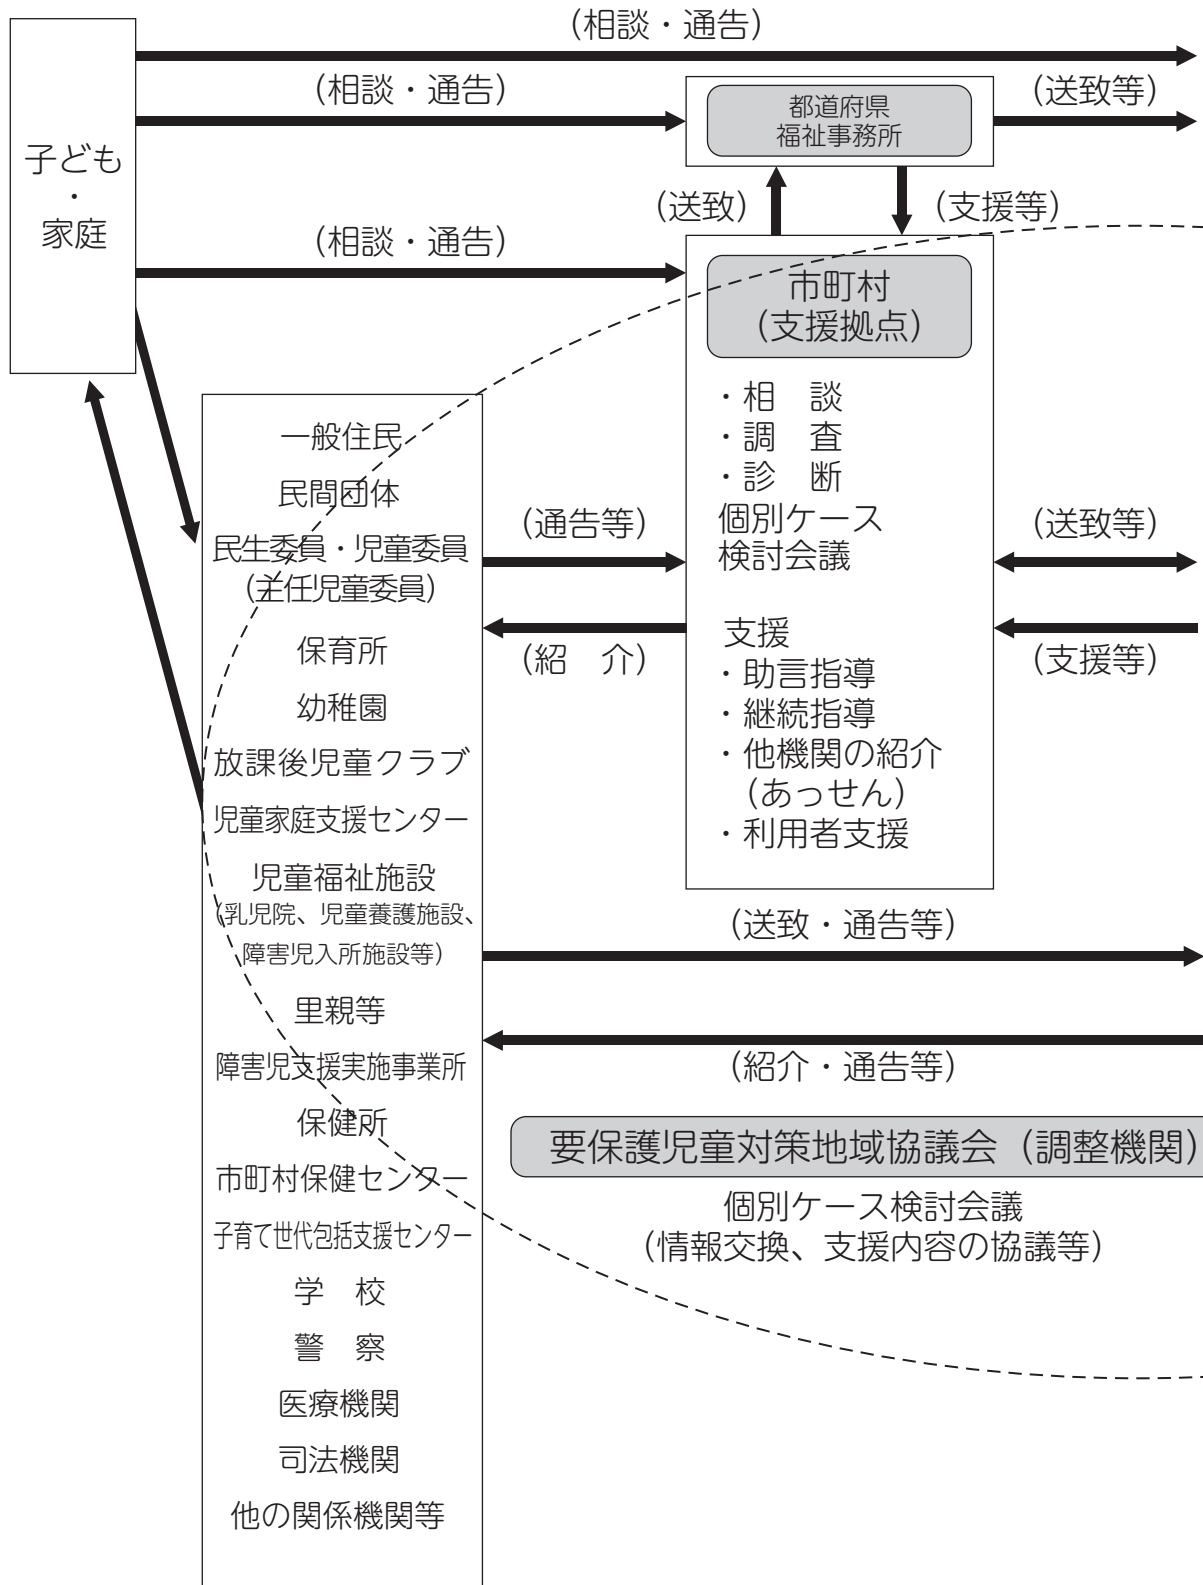 （相談・通告）
（相談・通告）
都道府県
福祉事務所
（送致等）
子ども
・
家庭
（送致）
（支援等）
（相談・通告）
市町村
（支援拠点）
・相　談
・調　査
・診　断
個別ケース
検討会議
支援
・助言指導
・継続指導
・他機関の紹介
（あっせん）
・利用者支援
（通告等）
（紹　介）
（送致等）
（支援等）
一般住民
民間団体
民生委員・児童委員
（主任児童委員）
保育所
幼稚園
放課後児童クラブ
児童家庭支援センター
児童福祉施設
（乳児院、児童養護施設、
障害児入所施設等）
里親等
障害児支援実施事業所
保健所
市町村保健センター
子育て世代包括支援センター
学　校
警　察
医療機関
司法機関
他の関係機関等
（送致・通告等）
（紹介・通告等）
要保護児童対策地域協議会（調整機関）
個別ケース検討会議
（情報交換、支援内容の協議等）